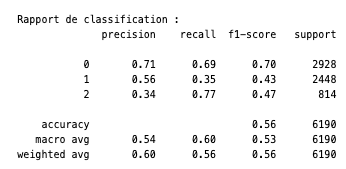 Rapport de classification :
precision recall f1-score support
0 0.71 0.69 0.70 2928
1 0.56 0.35 0.43 2448
2 0.34 0.77 0.47 814
accuracy 0.56 6190
macro avg 0.54 0.60 0.53 6190
weighted avg 0.60 0.56 0.56 6190